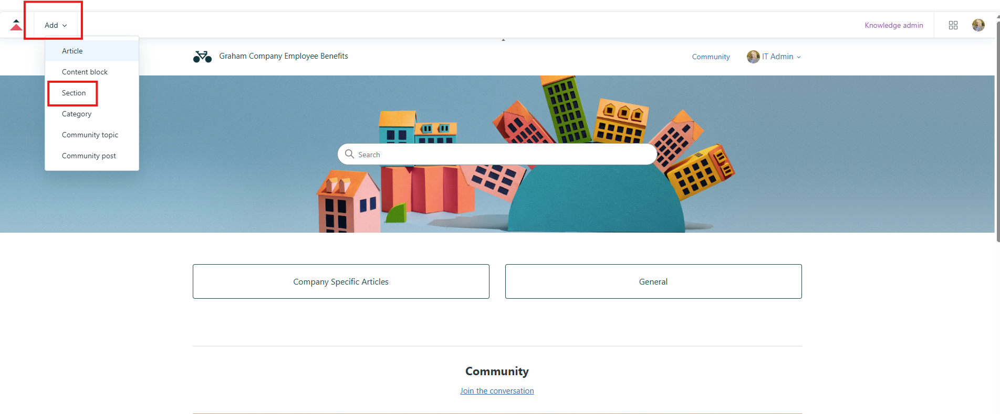 Add
Knowledge admin
Article
Content block
Section
Category
Community topic
Community post
Graham Company Employee Benefits
Community
IT Admin
Search
Company Specific Articles
General
Community
Join the conversation